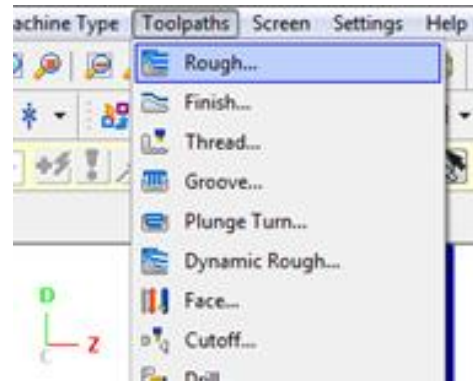 achine Type Toolpaths Screen Settings Help
Rough...
Finish...
Thread...
Groove...
Plunge Turn...
Dynamic Rough...
Face...
Cutoff...
Drill
D
Z
C